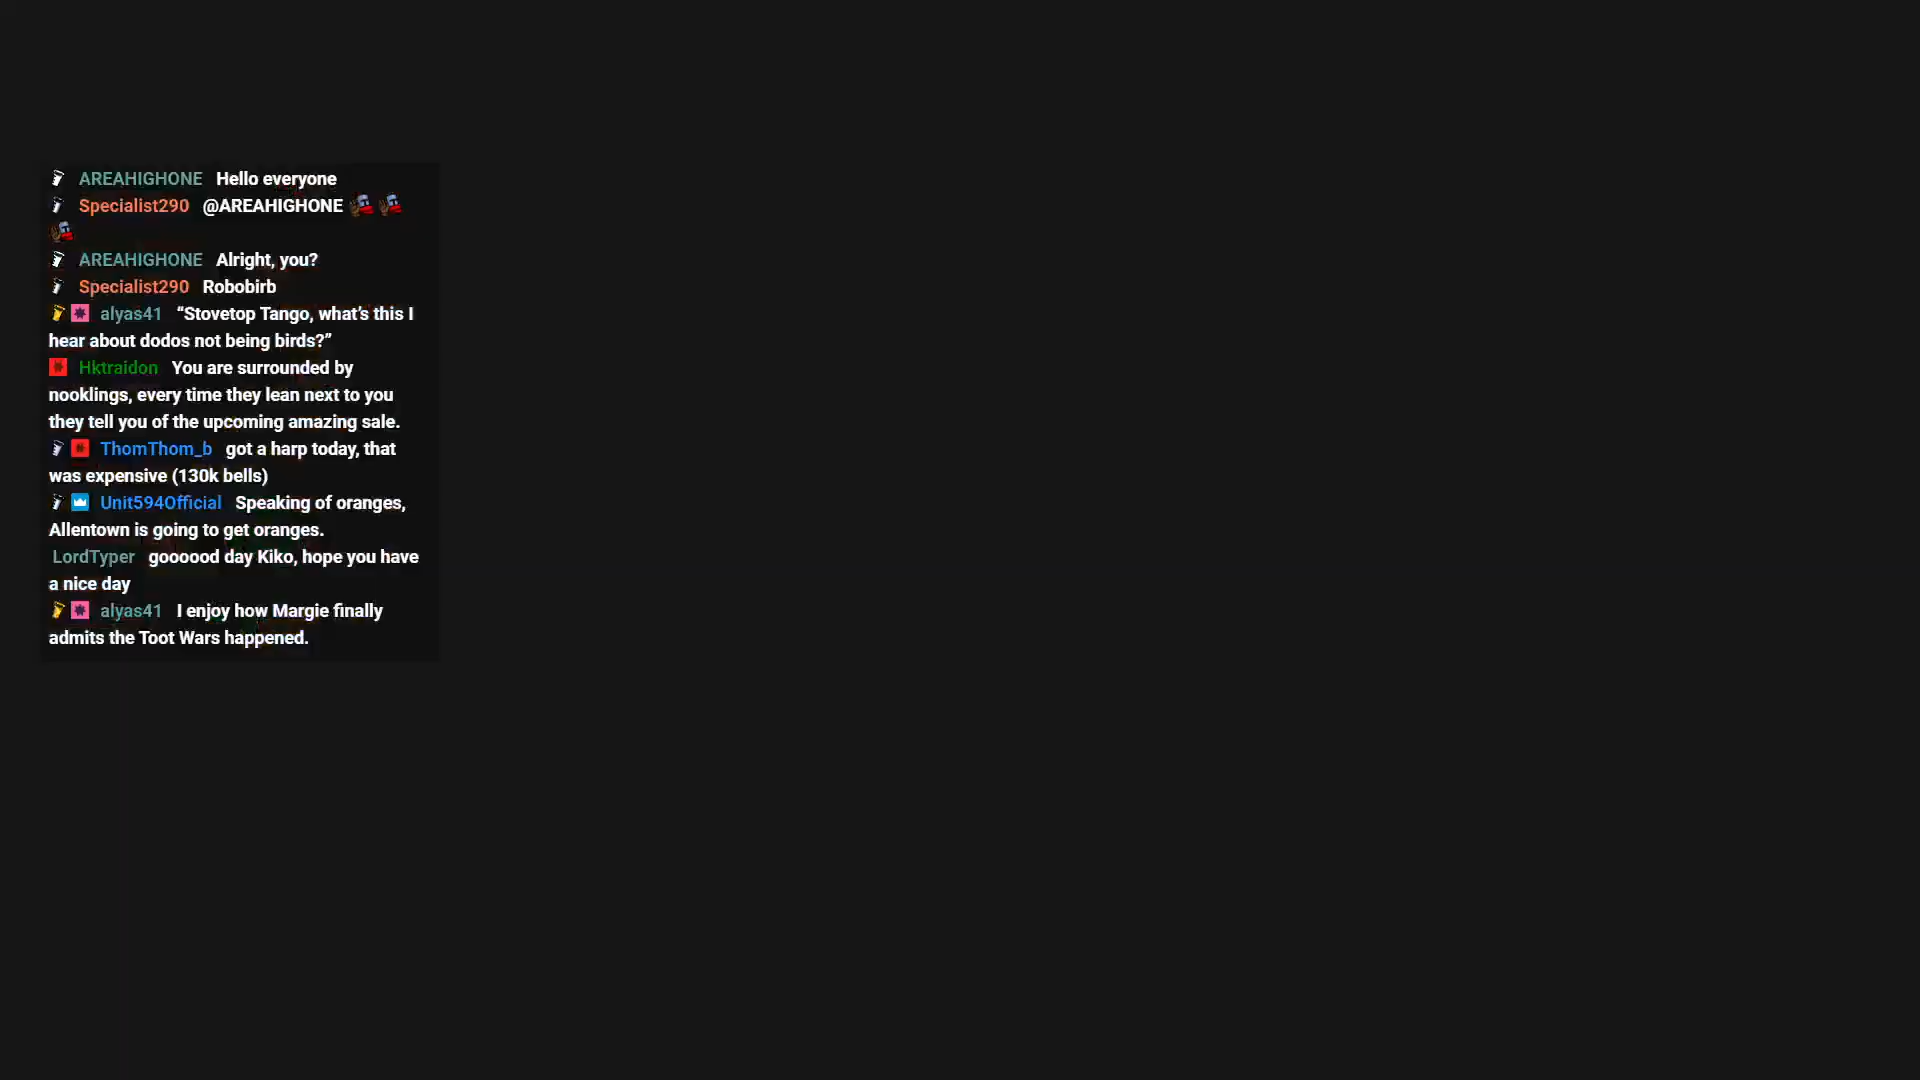 AREAHIGHONE Hello everyone
Specialist290 @AREAHIGHONE
AREAHIGHONE Alright, you?
Specialist290 Robobirb
alyas41 “Stovetop Tango, what’s this I
hear about dodos not being birds?”
Hktraidon You are surrounded by
nooklings, every time they lean next to you
they tell you of the upcoming amazing sale.
ThomThom_b got a harp today, that
was expensive (130k bells)
Unit594Official Speaking of oranges,
Allentown is going to get oranges.
LordTyper goooood day Kiko, hope you have
a nice day
alyas41 I enjoy how Margie finally
admits the Toot Wars happened.